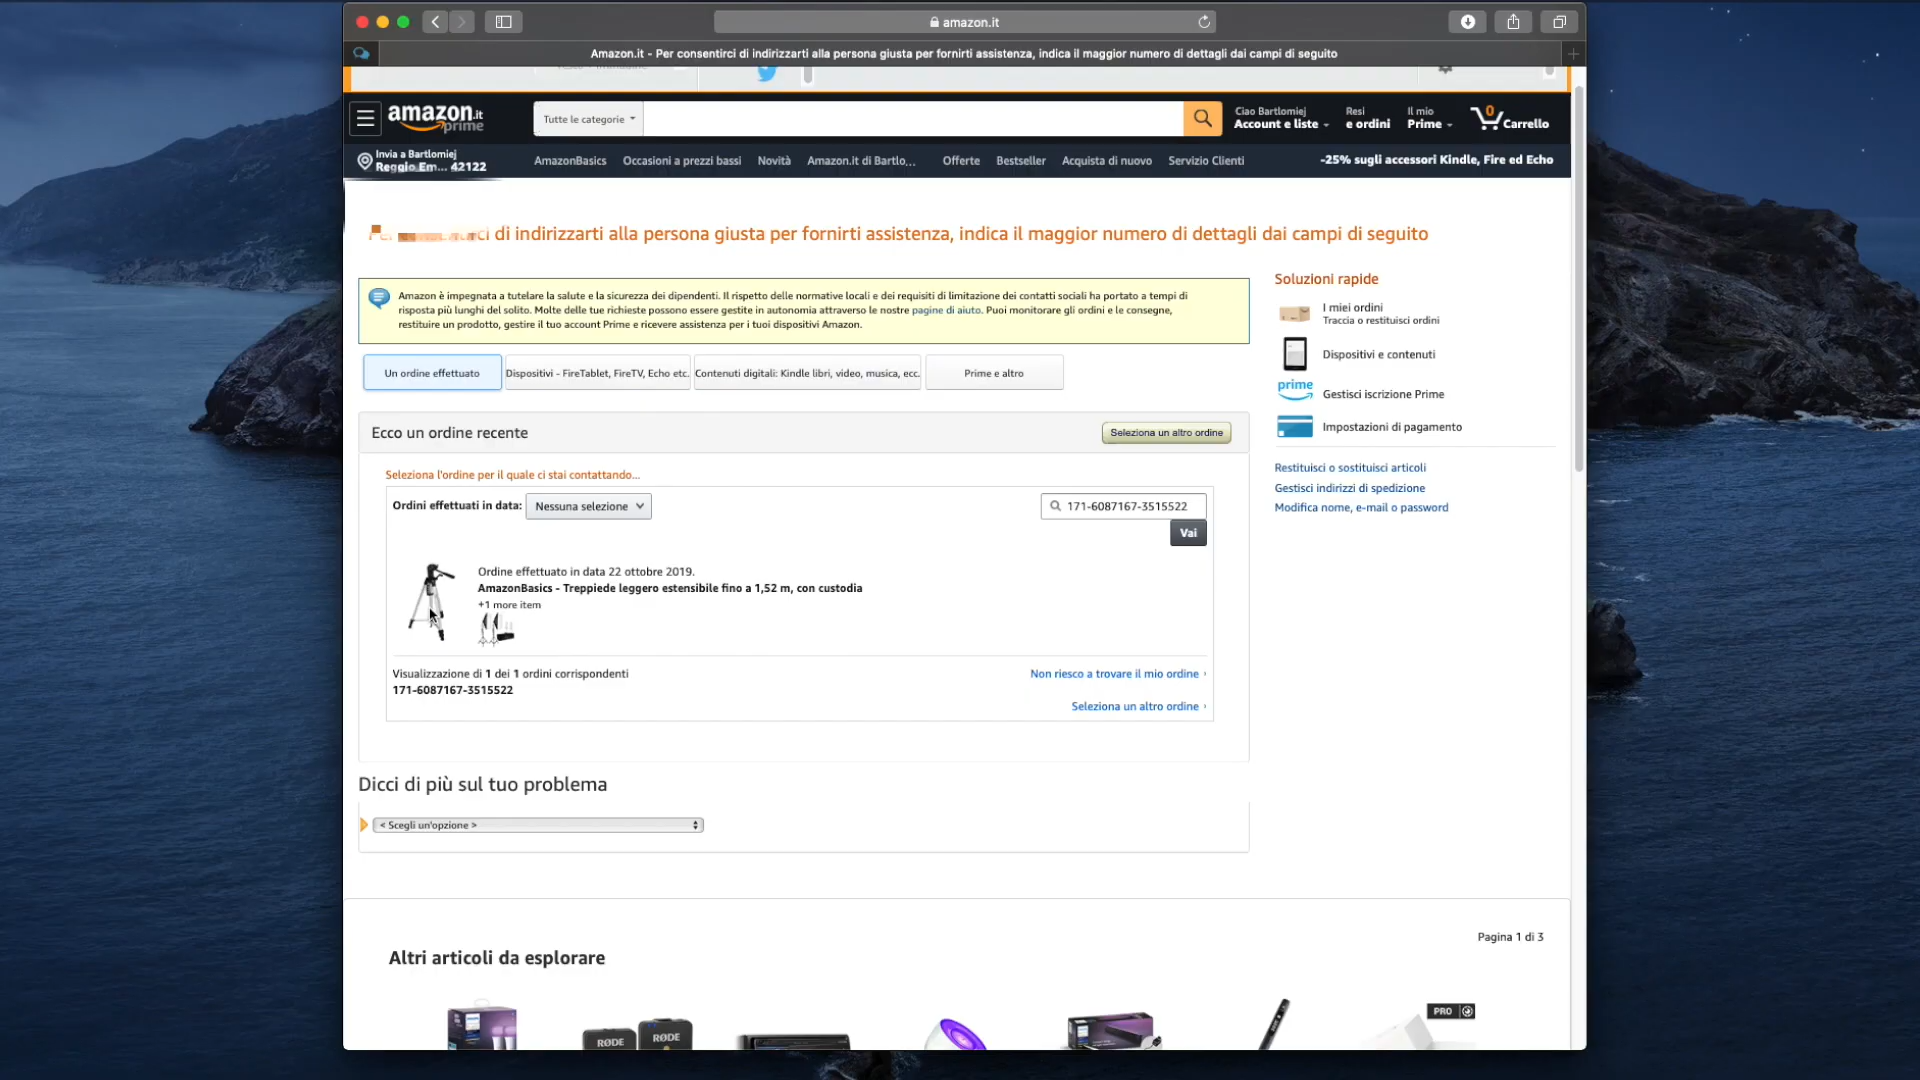 amazon.it
Amazon.it - Per consentirci di indirizzarti alla persona giusta per fornirti assistenza, indica il maggior numero di dettagli dai campi di seguito
amazon.it
prime
Tutte le categorie
Ciao Bartlomiej
Account e liste
Resi
e ordini
Il mio
Prime
0
Carrello
Invia a Bartlomiej
Reggio Em... 42122
AmazonBasics
Occasioni a prezzi bassi
Novità
Amazon.it di Bartlo...
Offerte
Bestseller
Acquista di nuovo
Servizio Clienti
-25% sugli accessori Kindle, Fire ed Echo
di indirizzarti alla persona giusta per fornirti assistenza, indica il maggior numero di dettagli dai campi di seguito
Amazon è impegnata a tutelare la salute e la sicurezza dei dipendenti. Il rispetto delle normative locali e dei requisiti di limitazione dei contatti sociali ha portato a tempi di
risposta più lunghi del solito. Molte delle tue richieste possono essere gestite in autonomia attraverso le nostre pagine di aiuto. Puoi monitorare gli ordini e le consegne,
restituire un prodotto, gestire il tuo account Prime e ricevere assistenza per i tuoi dispositivi Amazon.
Un ordine effettuato
Dispositivi - FireTablet, FireTV, Echo etc.
Contenuti digitali: Kindle libri, video, musica, ecc.
Prime e altro
Ecco un ordine recente
Seleziona un altro ordine
Seleziona l'ordine per il quale ci stai contattando...
Ordini effettuati in data:
Nessuna selezione
171-6087167-3515522
Vai
Ordine effettuato in data 22 ottobre 2019.
AmazonBasics - Treppiede leggero estensibile fino a 1,52 m, con custodia
+1 more item
Visualizzazione di 1 dei 1 ordini corrispondenti
171-6087167-3515522
Non riesco a trovare il mio ordine ›
Seleziona un altro ordine ›
Dicci di più sul tuo problema
< Scegli un'opzione >
Soluzioni rapide
I miei ordini
Traccia o restituisci ordini
Dispositivi e contenuti
prime
Gestisci iscrizione Prime
Impostazioni di pagamento
Restituisci o sostituisci articoli
Gestisci indirizzi di spedizione
Modifica nome, e-mail o password
Pagina 1 di 3
Altri articoli da esplorare
RØDE
RØDE
PRO